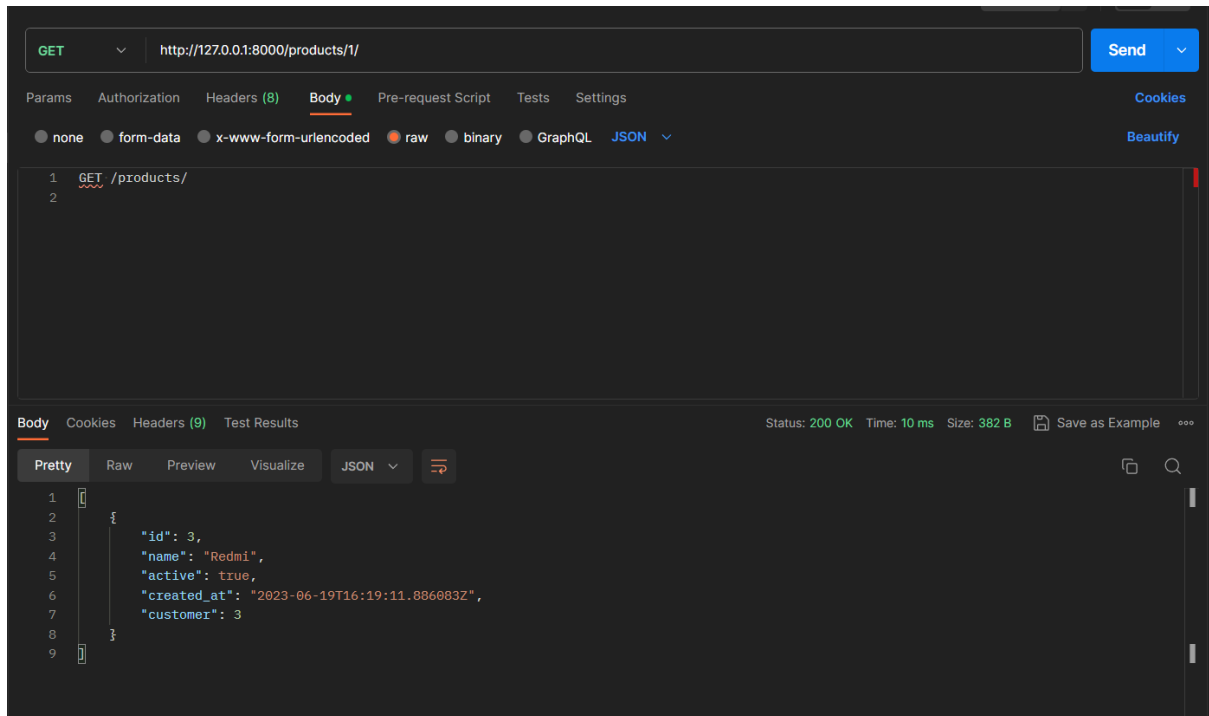 GET http://127.0.0.1:8000/products/1/ Send
Params Authorization Headers (8) Body Pre-request Script Tests Settings Cookies
none form-data x-www-form-urlencoded raw binary GraphQL JSON Beautify
1 GET /products/
2
Body Cookies Headers (9) Test Results Status: 200 OK Time: 10 ms Size: 382 B Save as Example
Pretty Raw Preview Visualize JSON
1 [
2 {
3 "id": 3,
4 "name": "Redmi",
5 "active": true,
6 "created_at": "2023-06-19T16:19:11.886083Z",
7 "customer": 3
8 }
9 ]